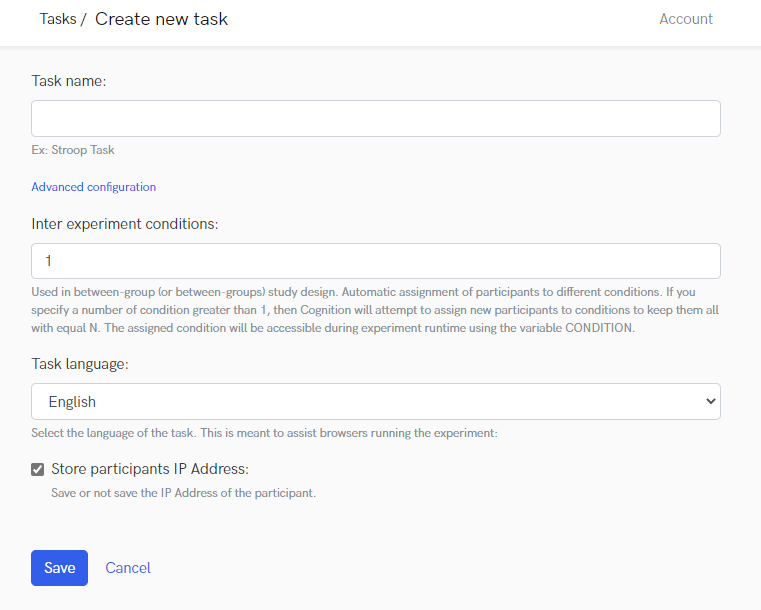 Tasks / Create new task
Account
Task name:
Ex: Stroop Task
Advanced configuration
Inter experiment conditions:
1
Used in between-group (or between-groups) study design. Automatic assignment of participants to different conditions. If you
specify a number of condition greater than 1, then Cognition will attempt to assign new participants to conditions to keep them all
with equal N. The assigned condition will be accessible during experiment runtime using the variable CONDITION.
Task language:
English
Select the language of the task. This is meant to assist browsers running the experiment:
Store participants IP Address:
Save or not save the IP Address of the participant.
Save
Cancel